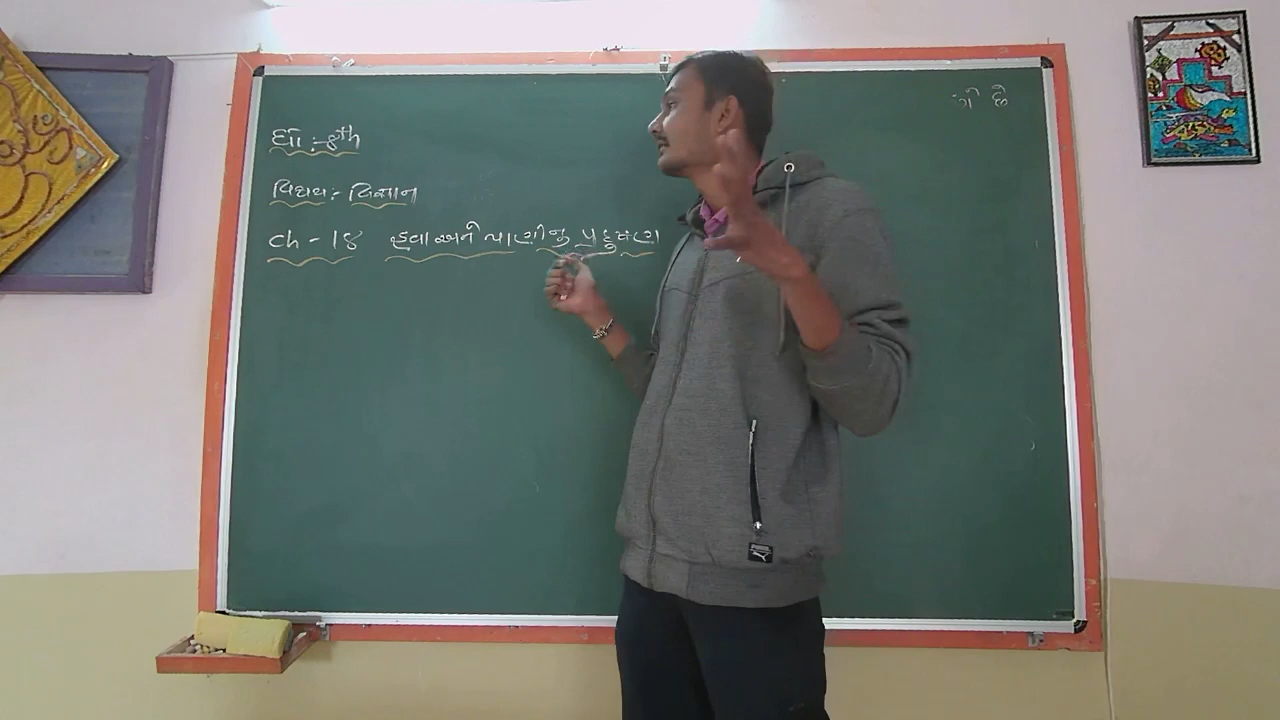 ધો :- 8th
વિષય : વિજ્ઞાન
ch - 18 હવા અને પાણીનુ પ્રદુષણ